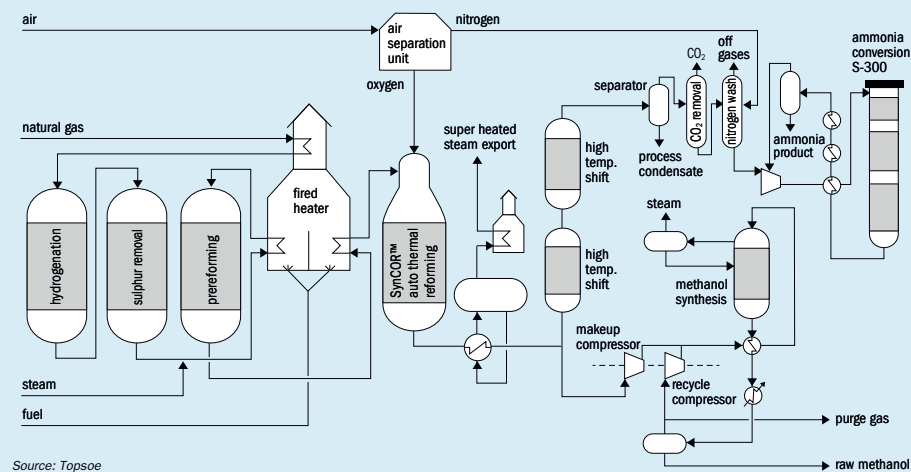 air
nitrogen
air
separation
unit
oxygen
natural gas
super heated
steam export
separator
CO₂
off
gases
ammonia
conversion
S-300
CO₂ removal
nitrogen wash
process
condensate
ammonia
product
high
temp.
shift
fired
heater
hydrogenation
sulphur removal
prereforming
SynCOR™
auto thermal
reforming
high
temp.
shift
steam
methanol
synthesis
makeup
compressor
recycle
compressor
steam
fuel
purge gas
raw methanol
Source: Topsoe